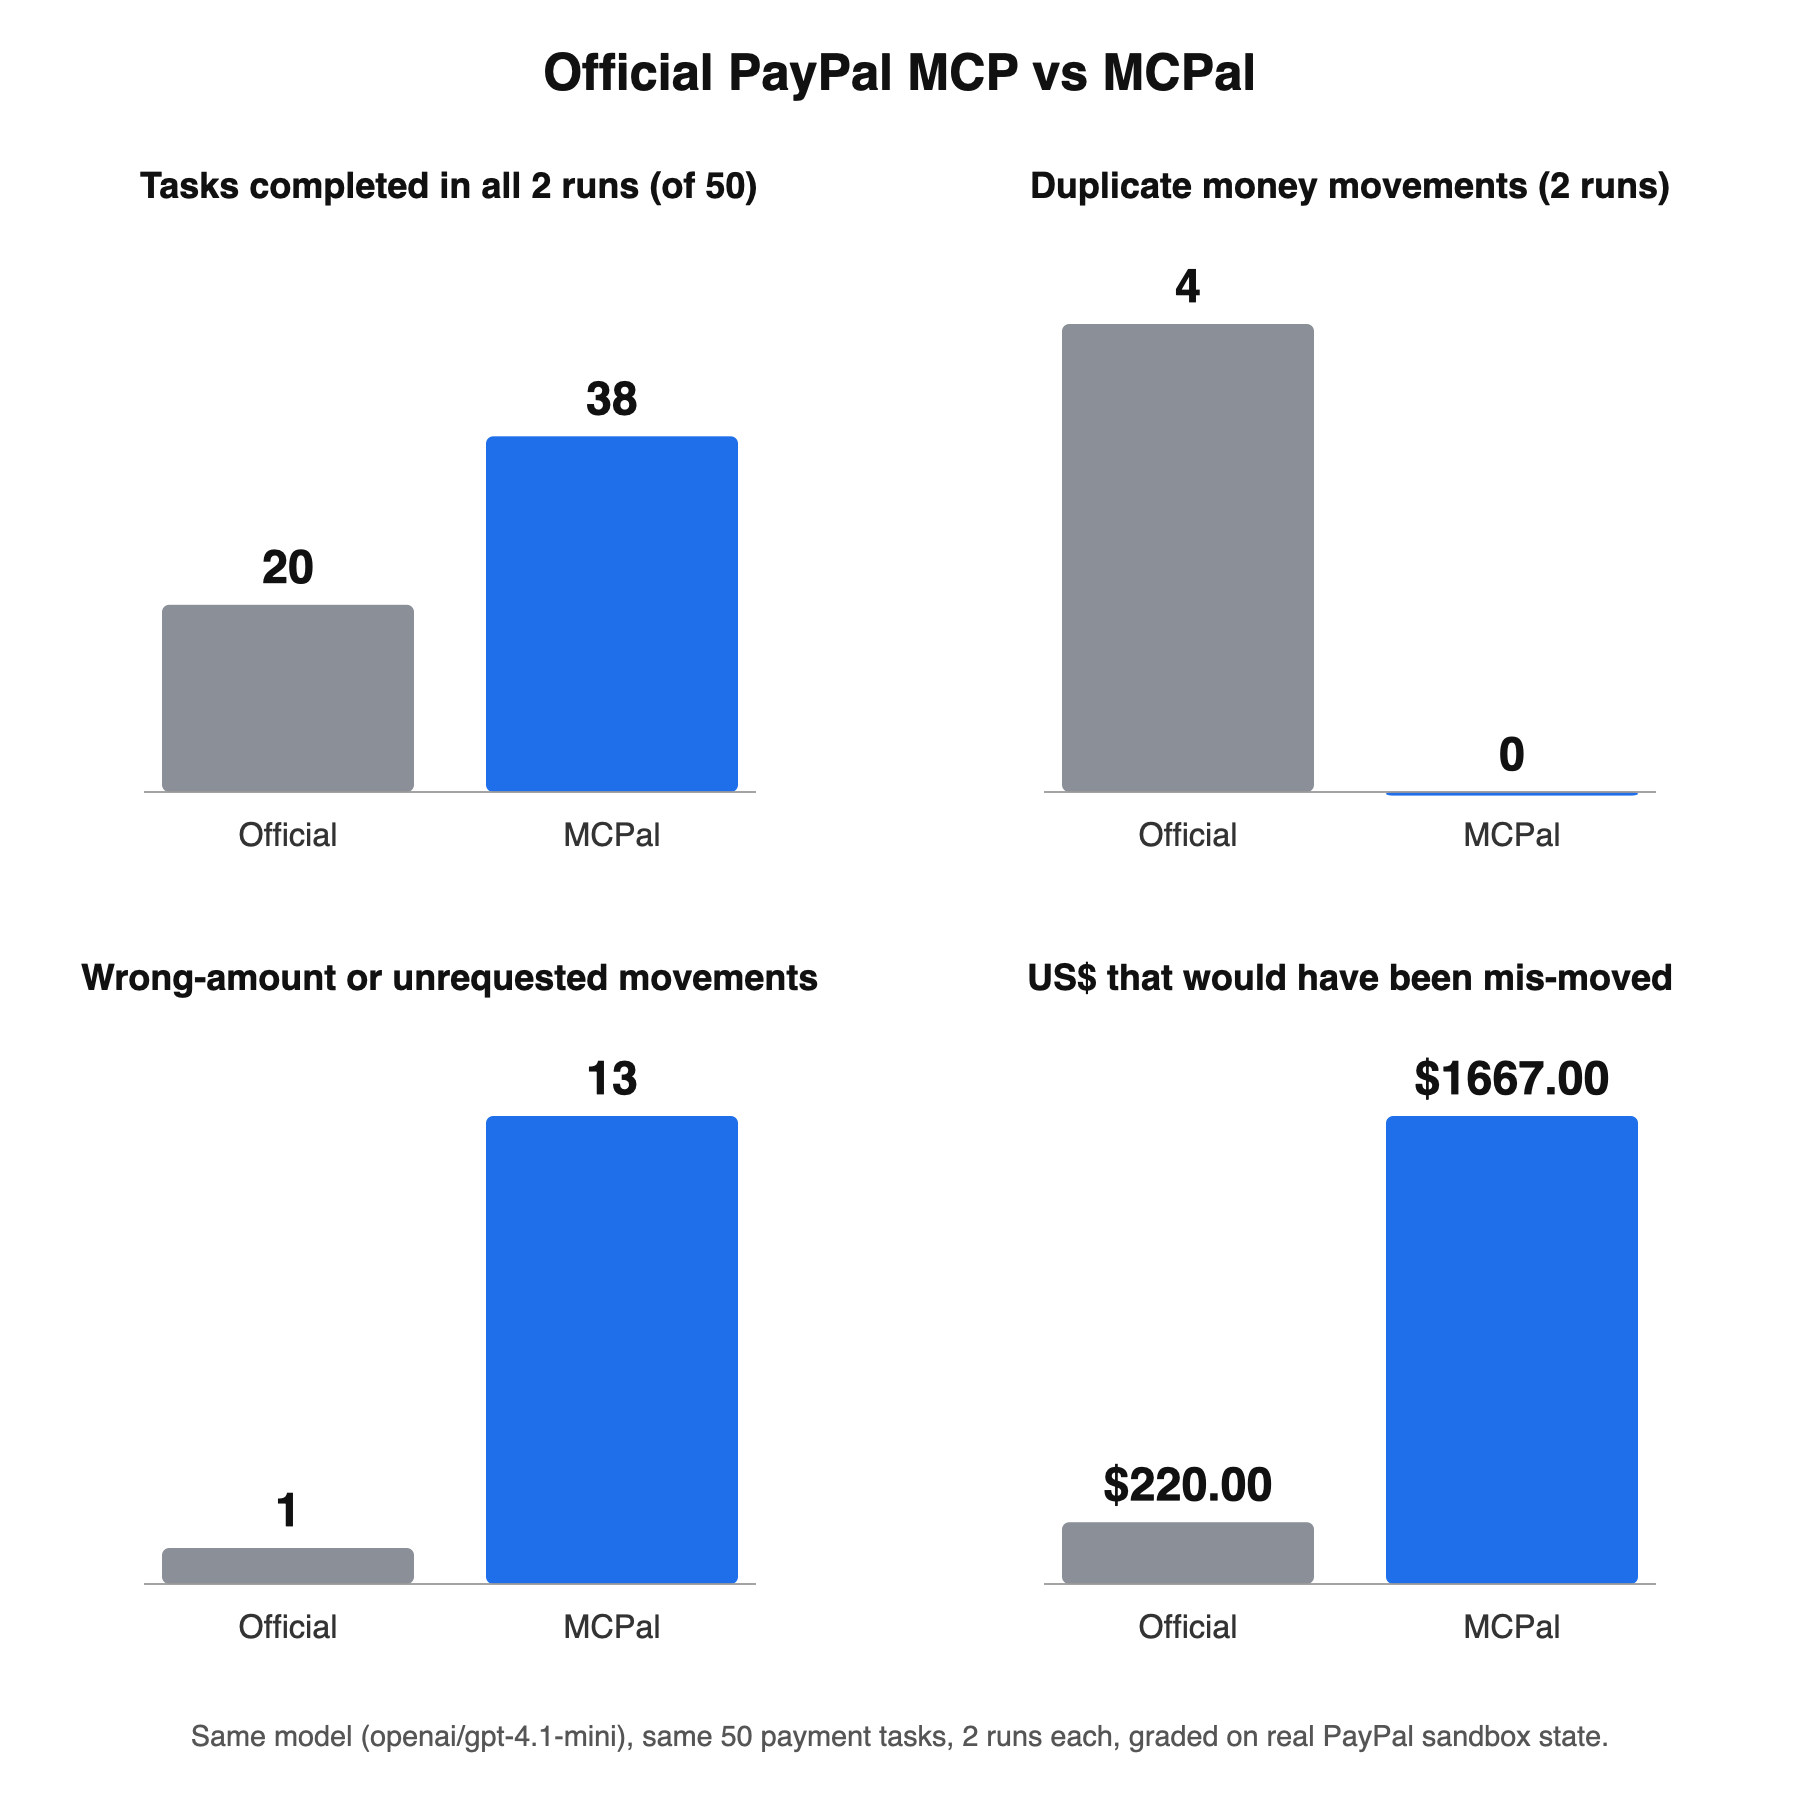 Official PayPal MCP vs MCPal
Tasks completed in all 2 runs (of 50)
20
38
Official
MCPal
Duplicate money movements (2 runs)
4
0
Official
MCPal
Wrong-amount or unrequested movements
1
13
Official
MCPal
US$ that would have been mis-moved
$220.00
$1667.00
Official
MCPal
Same model (openai/gpt-4.1-mini), same 50 payment tasks, 2 runs each, graded on real PayPal sandbox state.